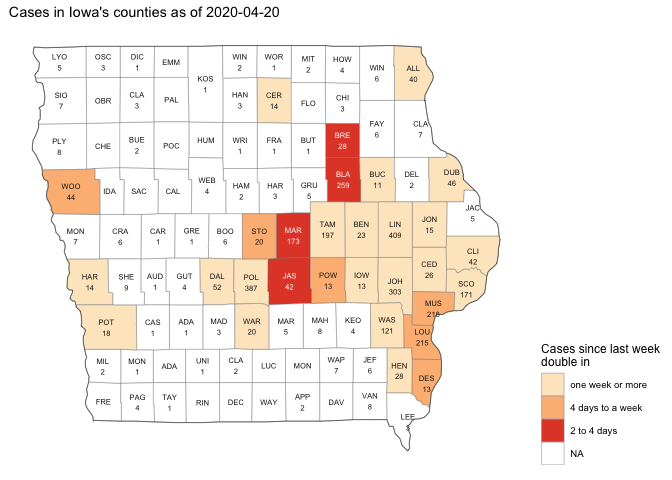 Cases in Iowa's counties as of 2020-04-20
LYO
5
OSC
3
DIC
1
EMM
KOS
1
WIN
2
WOR
1
MIT
2
HOW
4
WIN
6
ALL
40
SIO
7
OBR
CLA
3
PAL
HAN
3
CER
14
FLO
CHI
3
FAY
6
CLA
7
PLY
8
CHE
BUE
2
POC
HUM
WRI
1
FRA
1
BUT
1
BRE
28
WOO
44
IDA
SAC
CAL
WEB
4
HAM
2
HAR
3
GRU
5
BLA
259
BUC
11
DEL
2
DUB
46
JAC
5
MON
7
CRA
6
CAR
1
GRE
1
BOO
6
STO
20
MAR
173
TAM
197
BEN
23
LIN
409
JON
15
CLI
42
HAR
14
SHE
9
AUD
1
GUT
4
DAL
52
POL
387
JAS
42
POW
13
IOW
13
JOH
303
CED
26
SCO
171
MUS
218
POT
18
CAS
1
ADA
1
MAD
3
WAR
20
MAR
5
MAH
8
KEO
4
WAS
121
LOU
215
MIL
2
MON
1
ADA
UNI
1
CLA
2
LUC
MON
WAP
7
JEF
6
HEN
28
DES
13
FRE
PAG
4
TAY
1
RIN
DEC
WAY
APP
2
DAV
VAN
8
LEE
3
Cases since last week
double in
one week or more
4 days to a week
2 to 4 days
NA